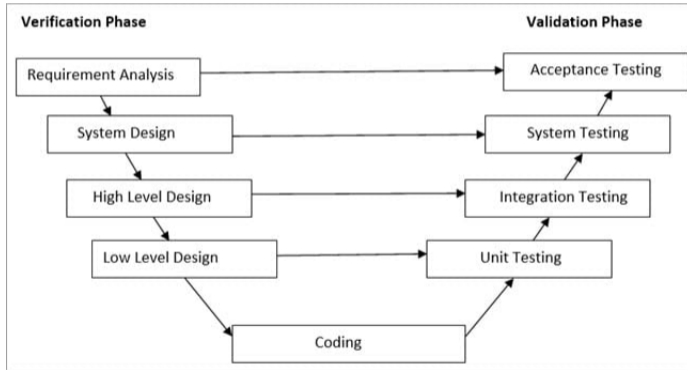 Verification Phase
Validation Phase
Requirement Analysis
Acceptance Testing
System Design
System Testing
High Level Design
Integration Testing
Low Level Design
Unit Testing
Coding